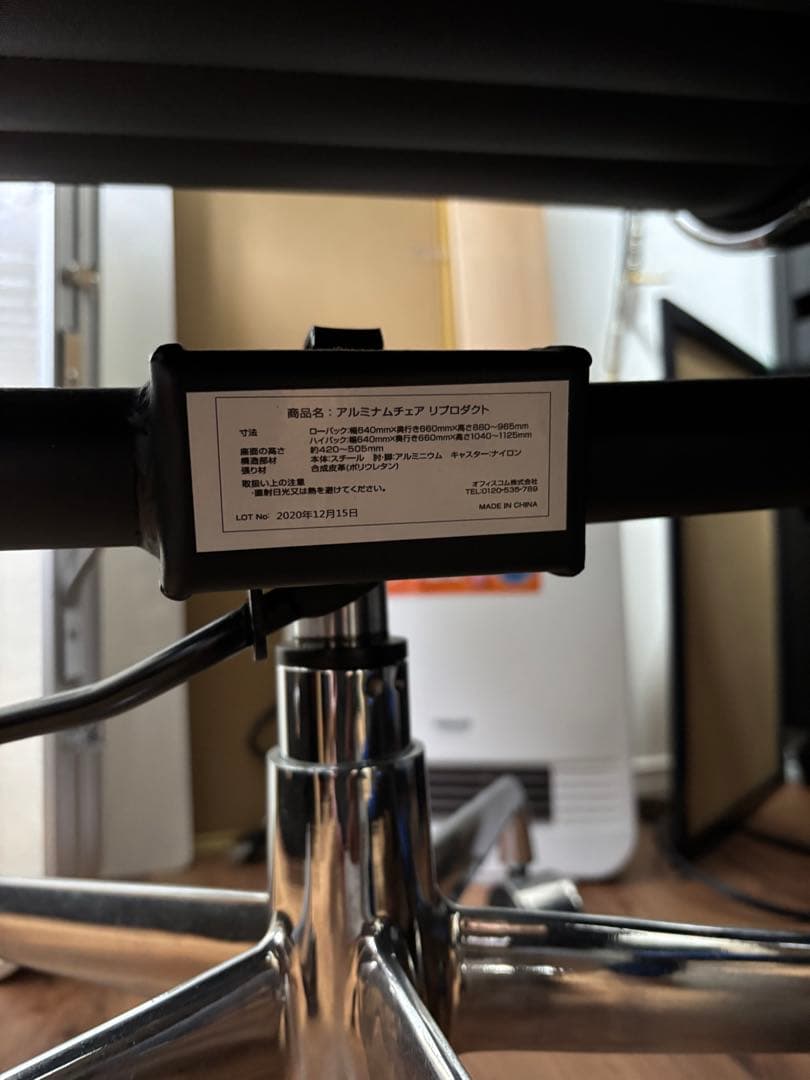 商品名：アルミナムチェア リプロダクト
寸法 ローバック:幅640mm×奥行き660mm×高さ880〜965mm
ハイバック:幅640mm×奥行き660mm×高さ1040〜1125mm
座面の高さ 約420〜505mm
構造部材 本体:スチール 肘・脚:アルミニウム キャスター:ナイロン
張り材 合成皮革(ポリウレタン)
取扱い上の注意
・直射日光又は熱を避けてください。
オフィスコム株式会社
TEL:0120-535-789
LOT No: 2020年12月15日
MADE IN CHINA